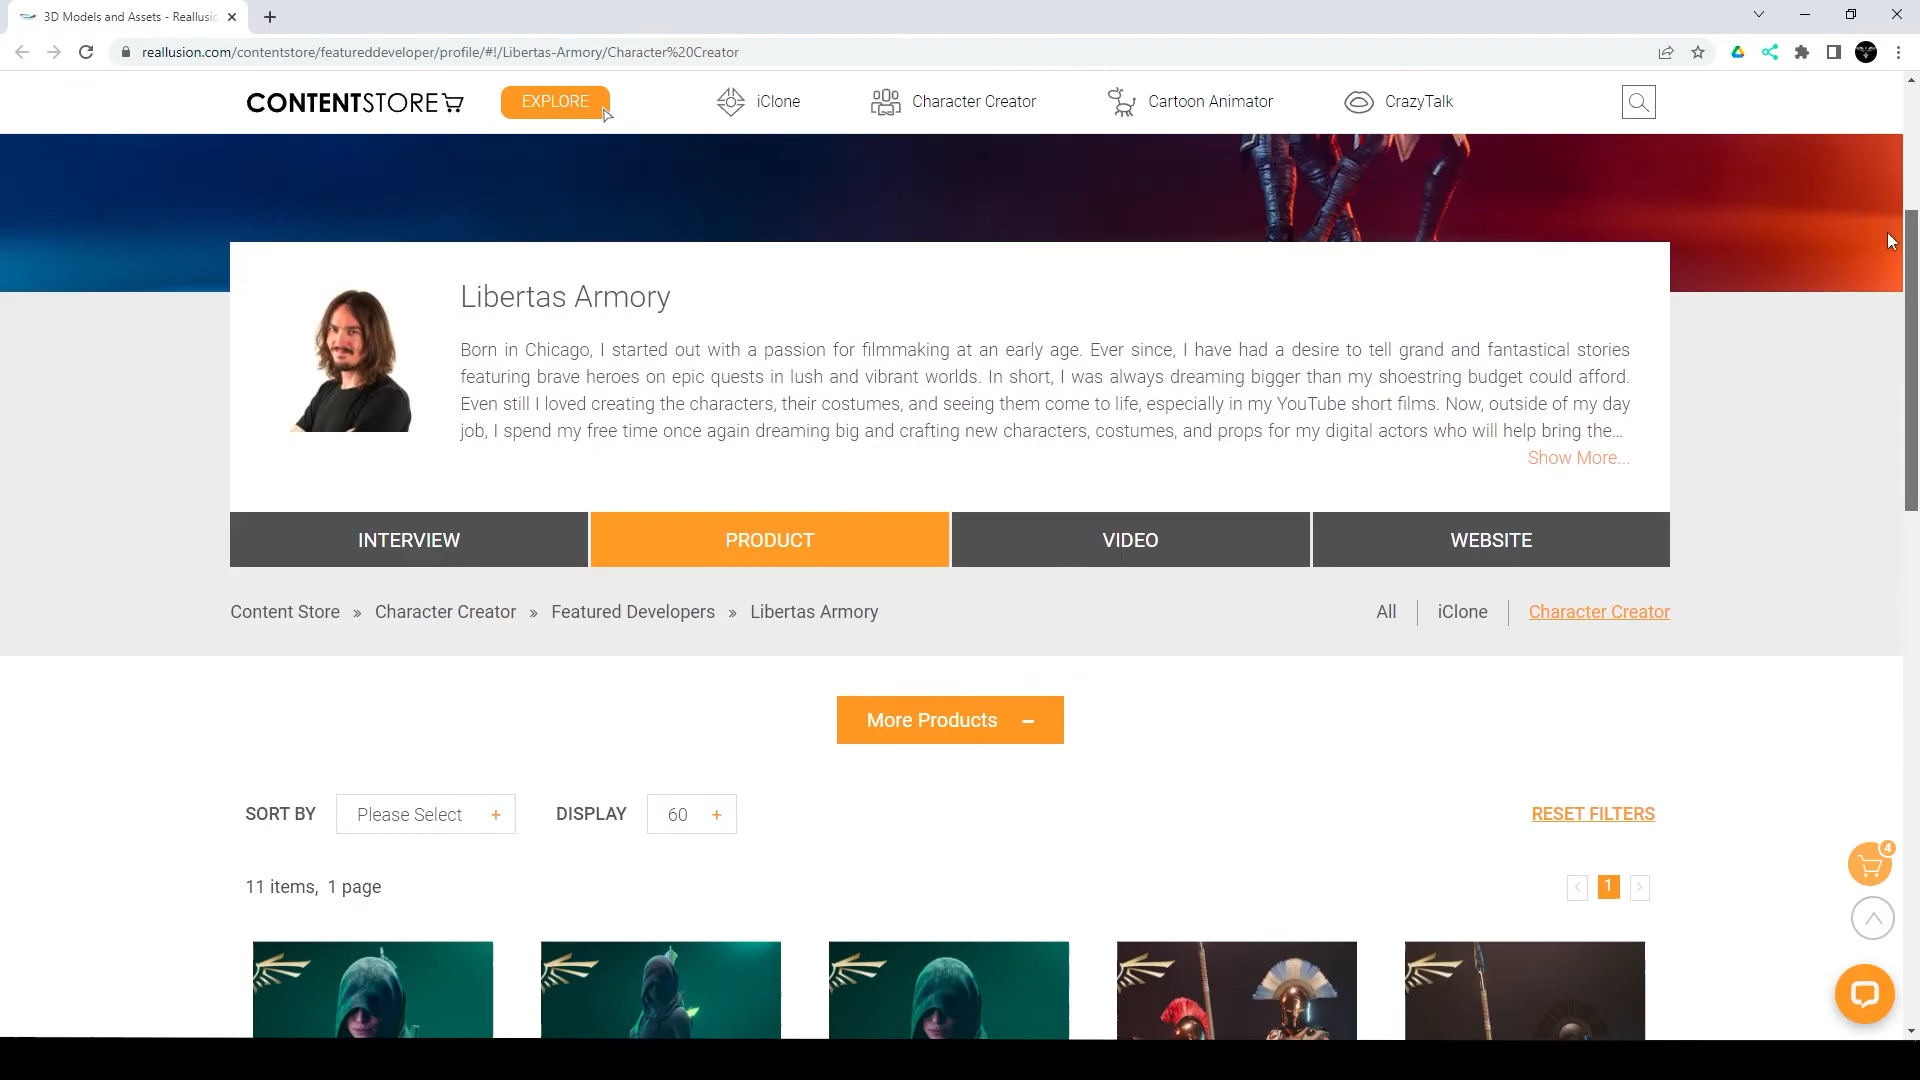 3D Models and Assets - Reallusio
reallusion.com/contentstore/featureddeveloper/profile/#!/Libertas-Armory/Character%20Creator
CONTENTSTORE
EXPLORE
iClone
Character Creator
Cartoon Animator
CrazyTalk
Libertas Armory
Born in Chicago, I started out with a passion for filmmaking at an early age. Ever since, I have had a desire to tell grand and fantastical stories
featuring brave heroes on epic quests in lush and vibrant worlds. In short, I was always dreaming bigger than my shoestring budget could afford.
Even still I loved creating the characters, their costumes, and seeing them come to life, especially in my YouTube short films. Now, outside of my day
job, I spend my free time once again dreaming big and crafting new characters, costumes, and props for my digital actors who will help bring the...
Show More...
INTERVIEW
PRODUCT
VIDEO
WEBSITE
Content Store » Character Creator » Featured Developers » Libertas Armory
All
iClone
Character Creator
More Products –
SORT BY
Please Select +
DISPLAY
60 +
RESET FILTERS
4
11 items, 1 page
< 1 >